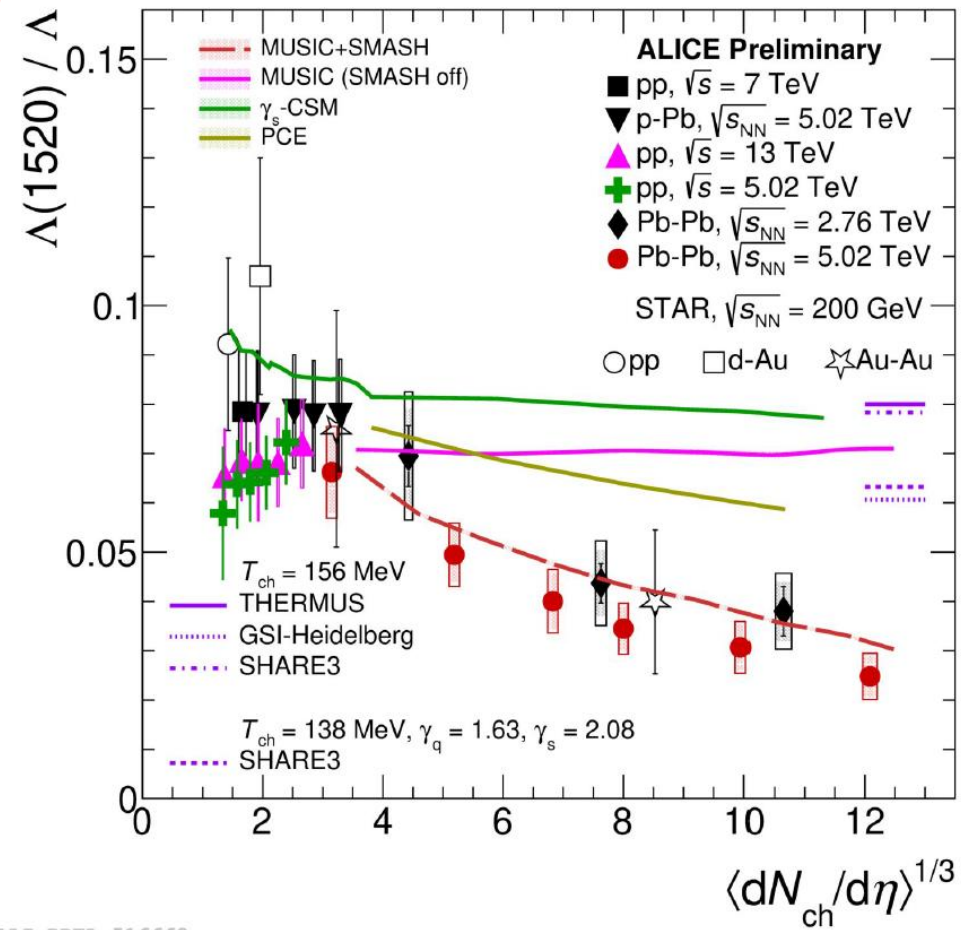 Λ(1520) / Λ
0.15
0.1
0.05
0
MUSIC+SMASH
MUSIC (SMASH off)
γs-CSM
PCE
ALICE Preliminary
pp, √s = 7 TeV
p-Pb, √sNN = 5.02 TeV
pp, √s = 13 TeV
pp, √s = 5.02 TeV
Pb-Pb, √sNN = 2.76 TeV
Pb-Pb, √sNN = 5.02 TeV
STAR, √sNN = 200 GeV
pp d-Au Au-Au
Tch = 156 MeV
THERMUS
GSI-Heidelberg
SHARE3
Tch = 138 MeV, γq = 1.63, γs = 2.08
SHARE3
0 2 4 6 8 10 12
⟨dNch/dη⟩1/3